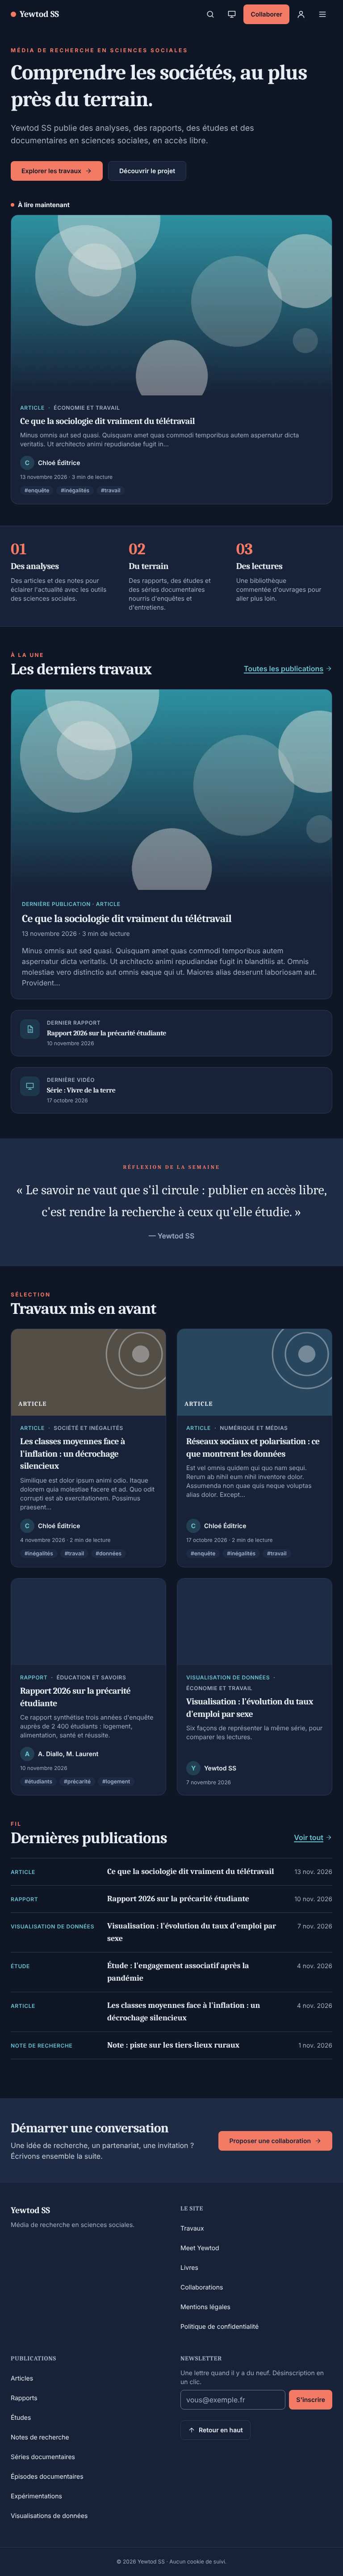 Yewtod SS
Collaborer
MÉDIA DE RECHERCHE EN SCIENCES SOCIALES
Comprendre les sociétés, au plus
près du terrain.
Yewtod SS publie des analyses, des rapports, des études et des
documentaires en sciences sociales, en accès libre.
Explorer les travaux →
Découvrir le projet
À lire maintenant
ARTICLE · ÉCONOMIE ET TRAVAIL
Ce que la sociologie dit vraiment du télétravail
Minus omnis aut sed quasi. Quisquam amet quas commodi temporibus autem aspernatur dicta
veritatis. Ut architecto animi repudiandae fugit in...
C Chloé Éditrice
13 novembre 2026 · 3 min de lecture
#enquête #inégalités #travail
01
Des analyses
Des articles et des notes pour
éclairer l'actualité avec les outils
des sciences sociales.
02
Du terrain
Des rapports, des études et
des séries documentaires
nourris d'enquêtes et
d'entretiens.
03
Des lectures
Une bibliothèque
commentée d'ouvrages pour
aller plus loin.
À LA UNE
Les derniers travaux
Toutes les publications →
DERNIÈRE PUBLICATION · ARTICLE
Ce que la sociologie dit vraiment du télétravail
13 novembre 2026 · 3 min de lecture
Minus omnis aut sed quasi. Quisquam amet quas commodi temporibus autem
aspernatur dicta veritatis. Ut architecto animi repudiandae fugit in blanditiis at. Omnis
molestiae vero distinctio aut omnis eaque qui ut. Maiores alias deserunt laboriosam aut.
Provident...
DERNIER RAPPORT
Rapport 2026 sur la précarité étudiante
10 novembre 2026
DERNIÈRE VIDÉO
Série : Vivre de la terre
17 octobre 2026
RÉFLEXION DE LA SEMAINE
« Le savoir ne vaut que s'il circule : publier en accès libre,
c'est rendre la recherche à ceux qu'elle étudie. »
— Yewtod SS
SÉLECTION
Travaux mis en avant
ARTICLE
ARTICLE · SOCIÉTÉ ET INÉGALITÉS
Les classes moyennes face à
l'inflation : un décrochage
silencieux
Similique est dolor ipsum animi odio. Itaque
dolorem quia molestiae facere et ad. Quo odit
corrupti est ab exercitationem. Possimus
praesent...
C Chloé Éditrice
4 novembre 2026 · 2 min de lecture
#inégalités #travail #données
ARTICLE
ARTICLE · NUMÉRIQUE ET MÉDIAS
Réseaux sociaux et polarisation : ce
que montrent les données
Est vel omnis quidem qui quo nam sequi.
Rerum ab nihil eum nihil inventore dolor.
Assumenda non quae quis neque voluptas
alias dolor. Except...
C Chloé Éditrice
17 octobre 2026 · 2 min de lecture
#enquête #inégalités #travail
RAPPORT · ÉDUCATION ET SAVOIRS
Rapport 2026 sur la précarité
étudiante
Ce rapport synthétise trois années d'enquête
auprès de 2 400 étudiants : logement,
alimentation, santé et réussite.
A A. Diallo, M. Laurent
10 novembre 2026
#étudiants #précarité #logement
VISUALISATION DE DONNÉES ·
ÉCONOMIE ET TRAVAIL
Visualisation : l'évolution du taux
d'emploi par sexe
Six façons de représenter la même série, pour
comparer les lectures.
Y Yewtod SS
7 novembre 2026
FIL
Dernières publications
Voir tout →
ARTICLE Ce que la sociologie dit vraiment du télétravail 13 nov. 2026
RAPPORT Rapport 2026 sur la précarité étudiante 10 nov. 2026
VISUALISATION DE DONNÉES Visualisation : l'évolution du taux d'emploi par 7 nov. 2026
sexe
ÉTUDE Étude : l'engagement associatif après la 4 nov. 2026
pandémie
ARTICLE Les classes moyennes face à l'inflation : un 4 nov. 2026
décrochage silencieux
NOTE DE RECHERCHE Note : piste sur les tiers-lieux ruraux 1 nov. 2026
Démarrer une conversation
Une idée de recherche, un partenariat, une invitation ?
Écrivons ensemble la suite.
Proposer une collaboration →
Yewtod SS
Média de recherche en sciences sociales.
LE SITE
Travaux
Meet Yewtod
Livres
Collaborations
Mentions légales
Politique de confidentialité
PUBLICATIONS
Articles
Rapports
Études
Notes de recherche
Séries documentaires
Épisodes documentaires
Expérimentations
Visualisations de données
NEWSLETTER
Une lettre quand il y a du neuf. Désinscription en
un clic.
vous@exemple.fr
S'inscrire
↑ Retour en haut
© 2026 Yewtod SS · Aucun cookie de suivi.